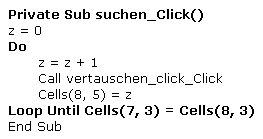 Private Sub suchen_Click()
z = 0
Do
z = z + 1
Call vertauschen_click_Click
Cells(8, 5) = z
Loop Until Cells(7, 3) = Cells(8, 3)
End Sub